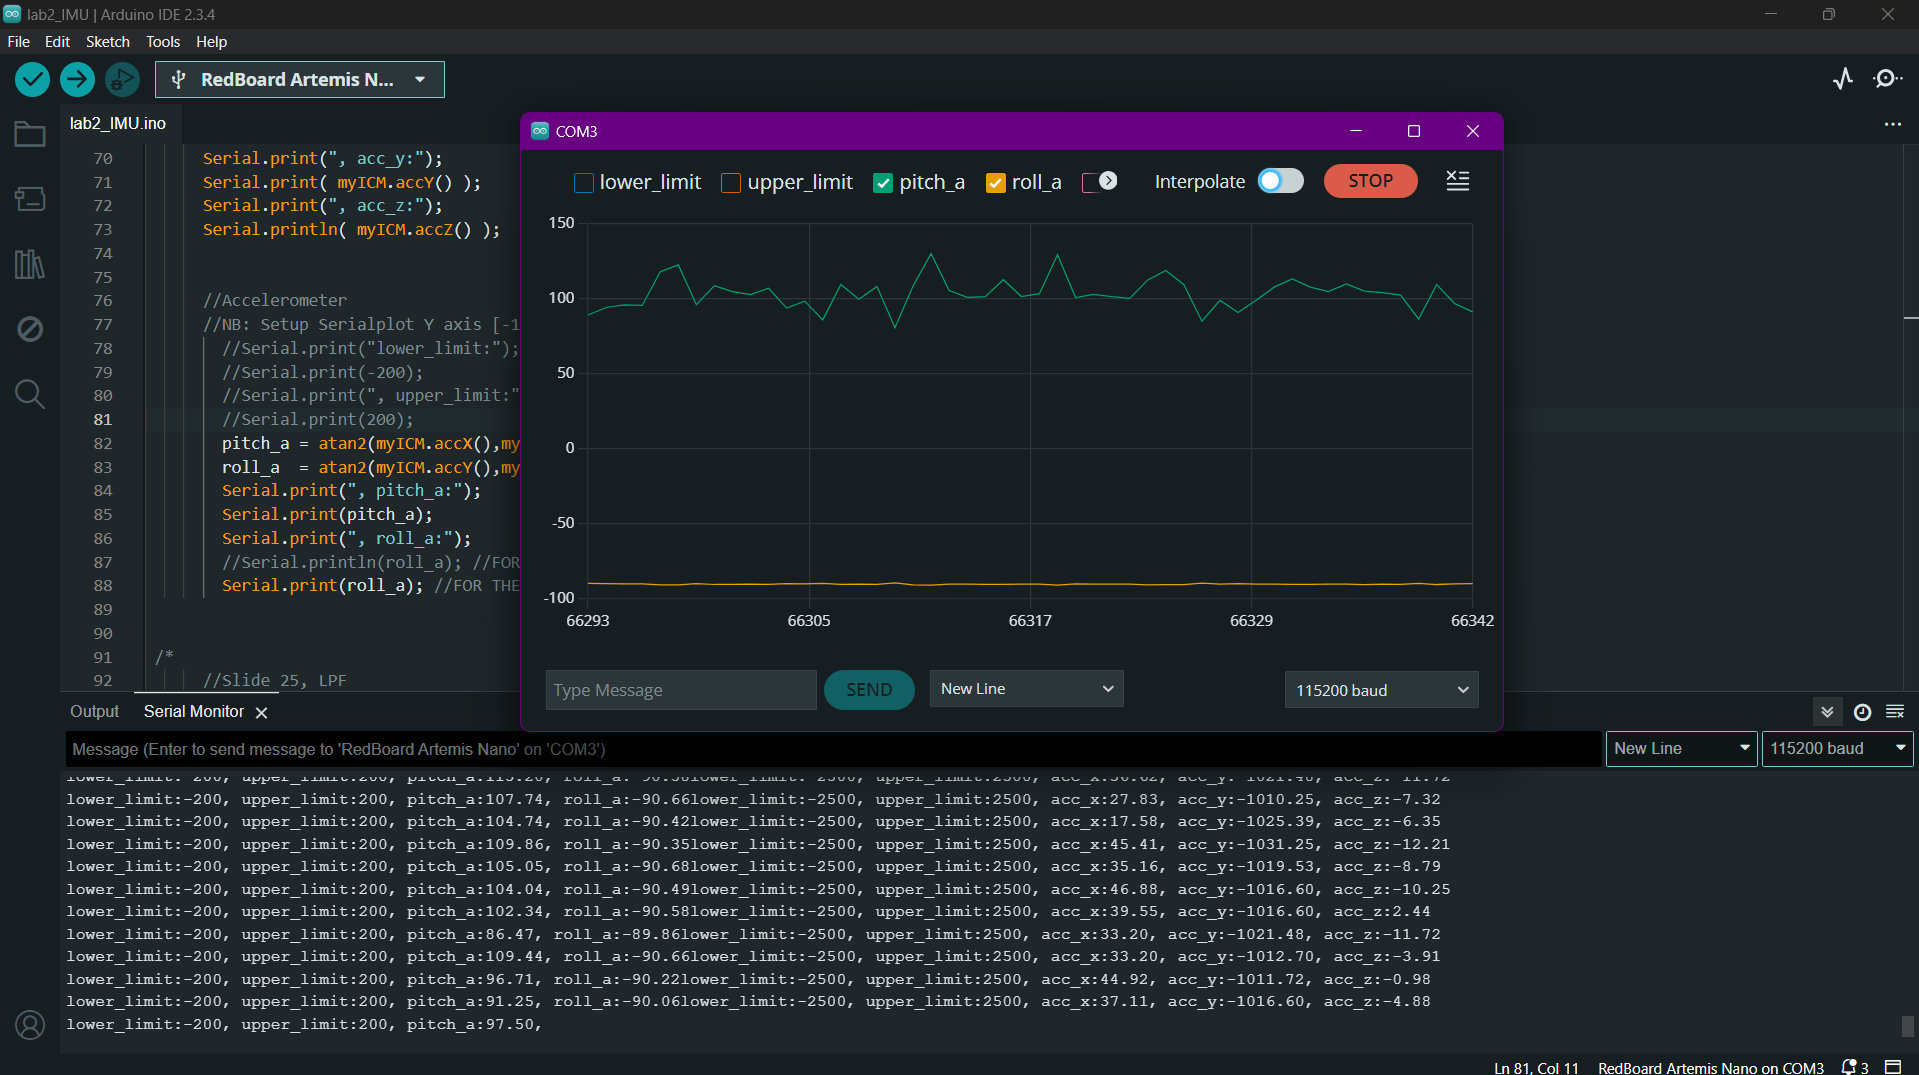 lab2_IMU | Arduino IDE 2.3.4
File Edit Sketch Tools Help
RedBoard Artemis N...
lab2_IMU.ino
70 Serial.print(", acc_y:");
71 Serial.print( myICM.accY() );
72 Serial.print(", acc_z:");
73 Serial.println( myICM.accZ() );
74
75
76 //Accelerometer
77 //NB: Setup Serialplot Y axis [-1
78 //Serial.print("lower_limit:");
79 //Serial.print(-200);
80 //Serial.print(", upper_limit:"
81 //Serial.print(200);
82 pitch_a = atan2(myICM.accX(),my
83 roll_a = atan2(myICM.accY(),my
84 Serial.print(", pitch_a:");
85 Serial.print(pitch_a);
86 Serial.print(", roll_a:");
87 //Serial.println(roll_a); //FOR
88 Serial.print(roll_a); //FOR THE
89
90
91 /*
92 //Slide 25, LPF
COM3
lower_limit upper_limit pitch_a roll_a Interpolate STOP
150
100
50
0
-50
-100
66293 66305 66317 66329 66342
Type Message SEND New Line 115200 baud
Output Serial Monitor
Message (Enter to send message to 'RedBoard Artemis Nano' on 'COM3') New Line 115200 baud
lower_limit:-200, upper_limit:200, pitch_a:107.74, roll_a:-90.66lower_limit:-2500, upper_limit:2500, acc_x:27.83, acc_y:-1010.25, acc_z:-7.32
lower_limit:-200, upper_limit:200, pitch_a:104.74, roll_a:-90.42lower_limit:-2500, upper_limit:2500, acc_x:17.58, acc_y:-1025.39, acc_z:-6.35
lower_limit:-200, upper_limit:200, pitch_a:109.86, roll_a:-90.35lower_limit:-2500, upper_limit:2500, acc_x:45.41, acc_y:-1031.25, acc_z:-12.21
lower_limit:-200, upper_limit:200, pitch_a:105.05, roll_a:-90.68lower_limit:-2500, upper_limit:2500, acc_x:35.16, acc_y:-1019.53, acc_z:-8.79
lower_limit:-200, upper_limit:200, pitch_a:104.04, roll_a:-90.49lower_limit:-2500, upper_limit:2500, acc_x:46.88, acc_y:-1016.60, acc_z:-10.25
lower_limit:-200, upper_limit:200, pitch_a:102.34, roll_a:-90.58lower_limit:-2500, upper_limit:2500, acc_x:39.55, acc_y:-1016.60, acc_z:2.44
lower_limit:-200, upper_limit:200, pitch_a:86.47, roll_a:-89.86lower_limit:-2500, upper_limit:2500, acc_x:33.20, acc_y:-1021.48, acc_z:-11.72
lower_limit:-200, upper_limit:200, pitch_a:109.44, roll_a:-90.66lower_limit:-2500, upper_limit:2500, acc_x:33.20, acc_y:-1012.70, acc_z:-3.91
lower_limit:-200, upper_limit:200, pitch_a:96.71, roll_a:-90.22lower_limit:-2500, upper_limit:2500, acc_x:44.92, acc_y:-1011.72, acc_z:-0.98
lower_limit:-200, upper_limit:200, pitch_a:91.25, roll_a:-90.06lower_limit:-2500, upper_limit:2500, acc_x:37.11, acc_y:-1016.60, acc_z:-4.88
lower_limit:-200, upper_limit:200, pitch_a:97.50,
Ln 81, Col 11 RedBoard Artemis Nano on COM3 3